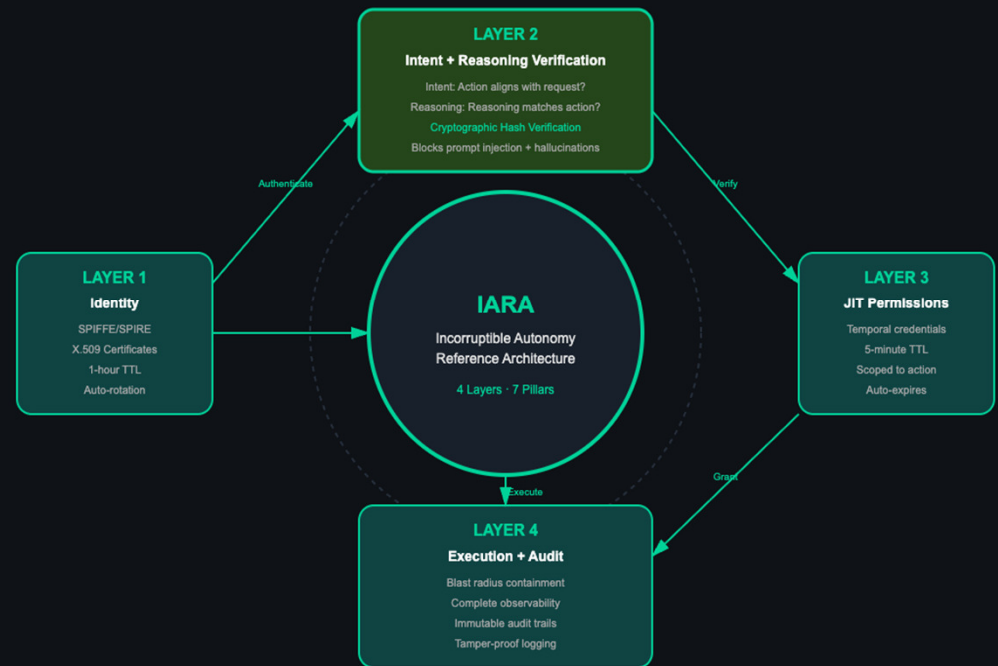 LAYER 2
Intent + Reasoning Verification
Intent: Action aligns with request?
Reasoning: Reasoning matches action?
Cryptographic Hash Verification
Blocks prompt injection + hallucinations
Authenticate
Verify
LAYER 1
Identity
SPIFFE/SPIRE
X.509 Certificates
1-hour TTL
Auto-rotation
IARA
Incorruptible Autonomy
Reference Architecture
4 Layers · 7 Pillars
LAYER 3
JIT Permissions
Temporal credentials
5-minute TTL
Scoped to action
Auto-expires
Execute
Grant
LAYER 4
Execution + Audit
Blast radius containment
Complete observability
Immutable audit trails
Tamper-proof logging